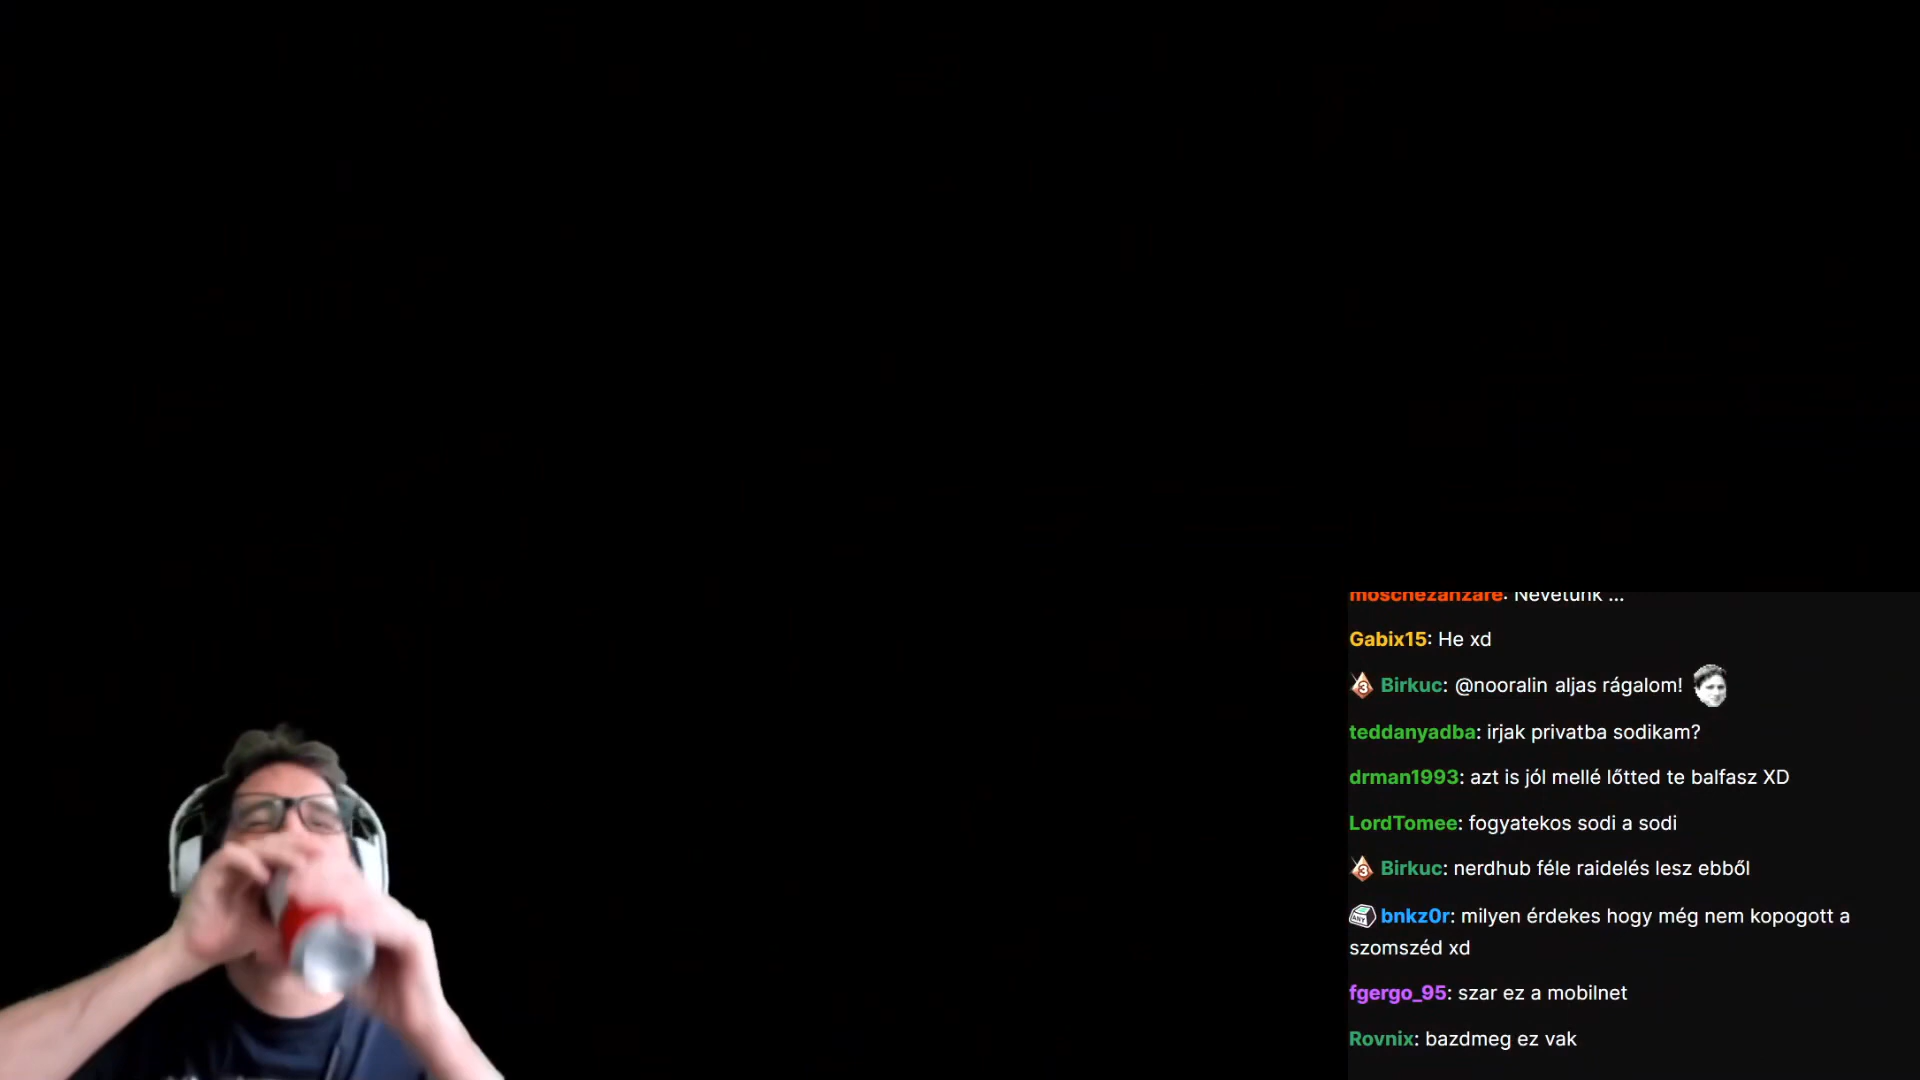 moschezanzare: Nevetünk ...
Gabix15: He xd
Birkuc: @nooralin aljas rágalom!
teddanyadba: irjak privatba sodikam?
drman1993: azt is jól mellé lőtted te balfasz XD
LordTomee: fogyatekos sodi a sodi
Birkuc: nerdhub féle raidelés lesz ebből
bnkz0r: milyen érdekes hogy még nem kopogott a
szomszéd xd
fgergo_95: szar ez a mobilnet
Rovnix: bazdmeg ez vak